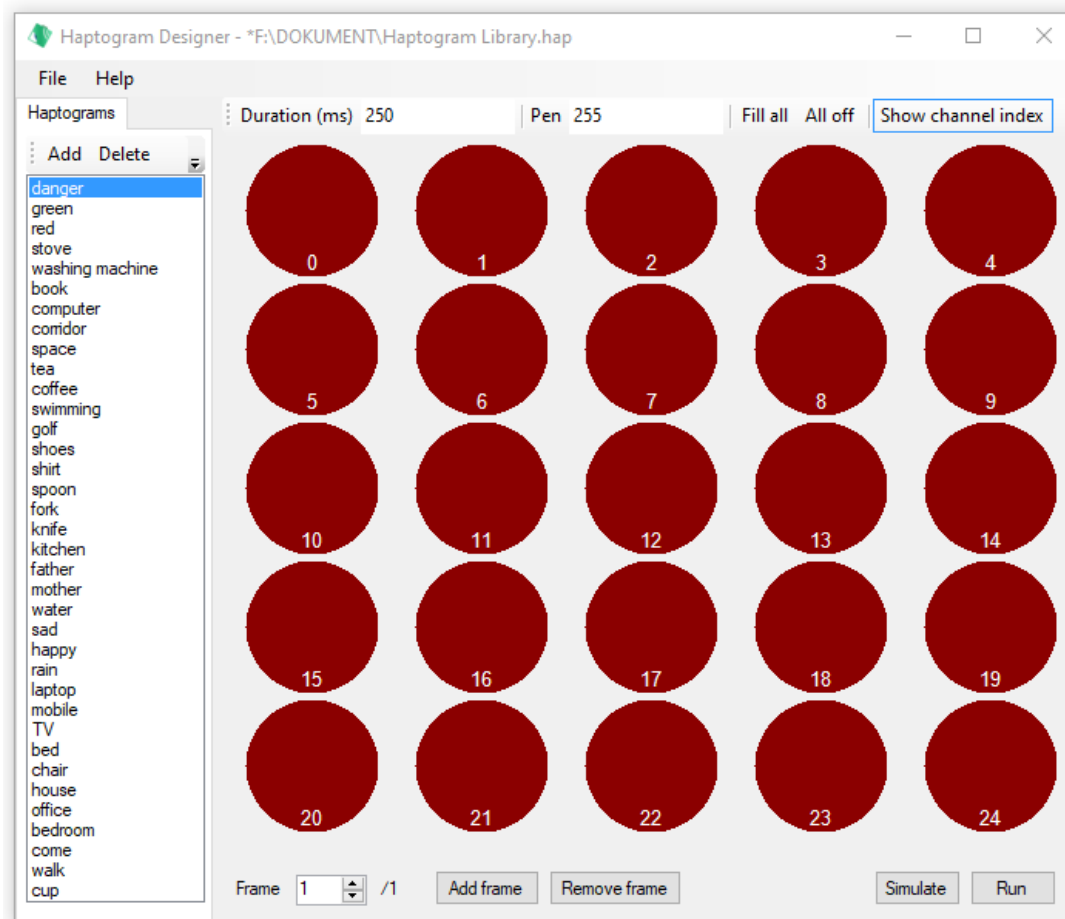 Haptogram Designer - *F:\DOKUMENT\Haptogram Library.hap
File Help
Haptograms
Duration (ms) 250 Pen 255 Fill all All off Show channel index
Add Delete
danger
green
red
stove
washing machine
book
computer
corridor
space
tea
coffee
swimming
golf
shoes
shirt
spoon
fork
knife
kitchen
father
mother
water
sad
happy
rain
laptop
mobile
TV
bed
chair
house
office
bedroom
come
walk
cup
0 1 2 3 4
5 6 7 8 9
10 11 12 13 14
15 16 17 18 19
20 21 22 23 24
Frame 1 /1 Add frame Remove frame Simulate Run